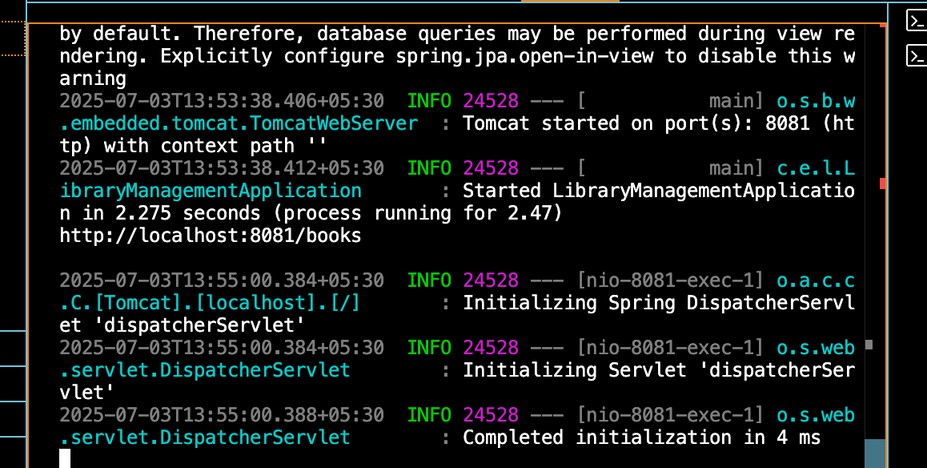 by default. Therefore, database queries may be performed during view re
ndering. Explicitly configure spring.jpa.open-in-view to disable this w
arning
2025-07-03T13:53:38.406+05:30  INFO 24528 --- [           main] o.s.b.w
.embedded.tomcat.TomcatWebServer  : Tomcat started on port(s): 8081 (ht
tp) with context path ''
2025-07-03T13:53:38.412+05:30  INFO 24528 --- [           main] c.e.l.L
ibraryManagementApplication       : Started LibraryManagementApplicatio
n in 2.275 seconds (process running for 2.47)
http://localhost:8081/books
2025-07-03T13:55:00.384+05:30  INFO 24528 --- [nio-8081-exec-1] o.a.c.c
.C.[Tomcat].[localhost].[/]       : Initializing Spring DispatcherServl
et 'dispatcherServlet'
2025-07-03T13:55:00.384+05:30  INFO 24528 --- [nio-8081-exec-1] o.s.web
.servlet.DispatcherServlet        : Initializing Servlet 'dispatcherSer
vlet'
2025-07-03T13:55:00.388+05:30  INFO 24528 --- [nio-8081-exec-1] o.s.web
.servlet.DispatcherServlet        : Completed initialization in 4 ms